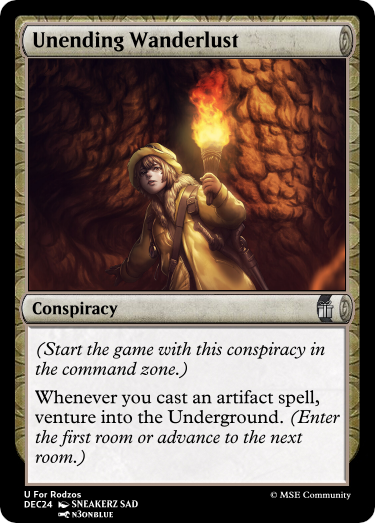 Unending Wanderlust
Conspiracy
(Start the game with this conspiracy in
the command zone.)
Whenever you cast an artifact spell,
venture into the Underground. (Enter
the first room or advance to the next
room.)
U For Rodzos
DEC24 SNEAKERZ SAD
N3ONBLUE
© MSE Community